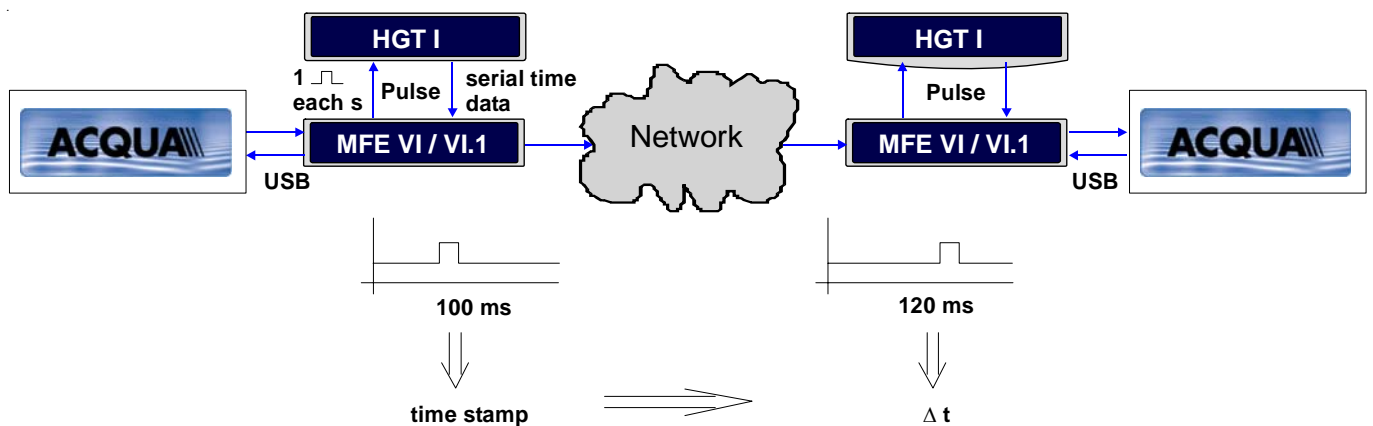 HGT I
HGT I
1
each s
Pulse
serial time
data
Pulse
ACQUA
MFE VI / VI.1
Network
MFE VI / VI.1
ACQUA
USB
USB
100 ms
120 ms
time stamp
Δ t